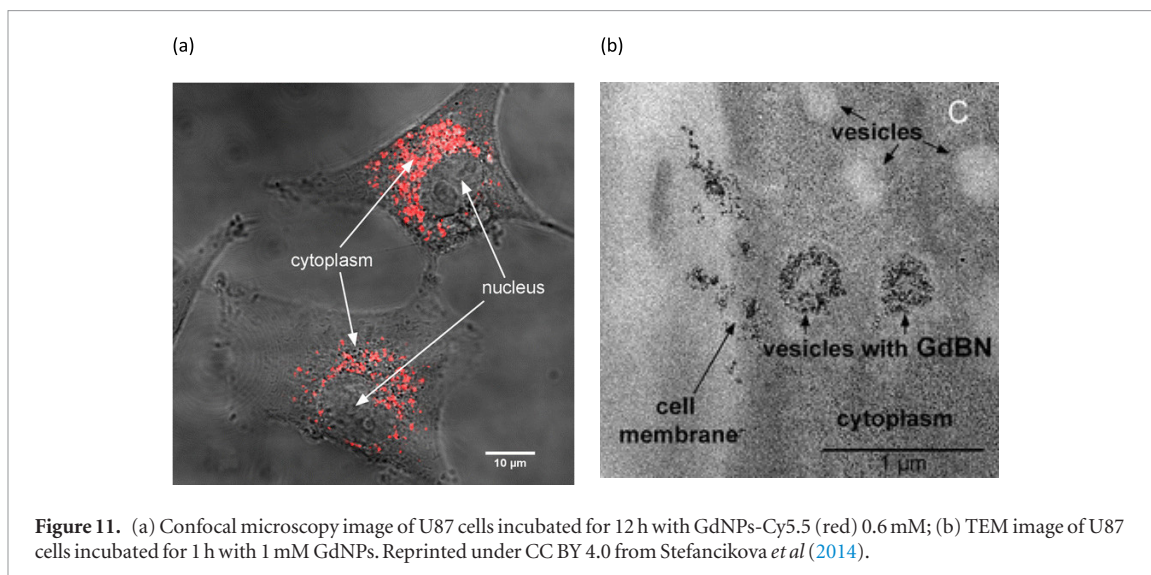 (a)
(b)
cytoplasm
nucleus
10 µm
C
vesicles
vesicles with GdBN
cell
membrane
cytoplasm
1 µm
Figure 11. (a) Confocal microscopy image of U87 cells incubated for 12 h with GdNPs-Cy5.5 (red) 0.6 mM; (b) TEM image of U87
cells incubated for 1 h with 1 mM GdNPs. Reprinted under CC BY 4.0 from Stefancikova et al (2014).